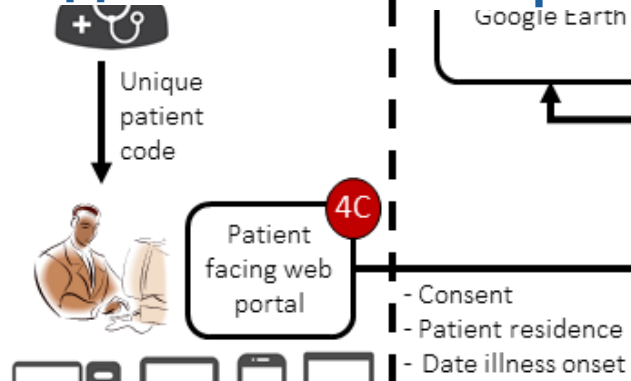 Google Earth
Unique
patient
code
4C
Patient
facing web
portal
- Consent
- Patient residence
- Date illness onset